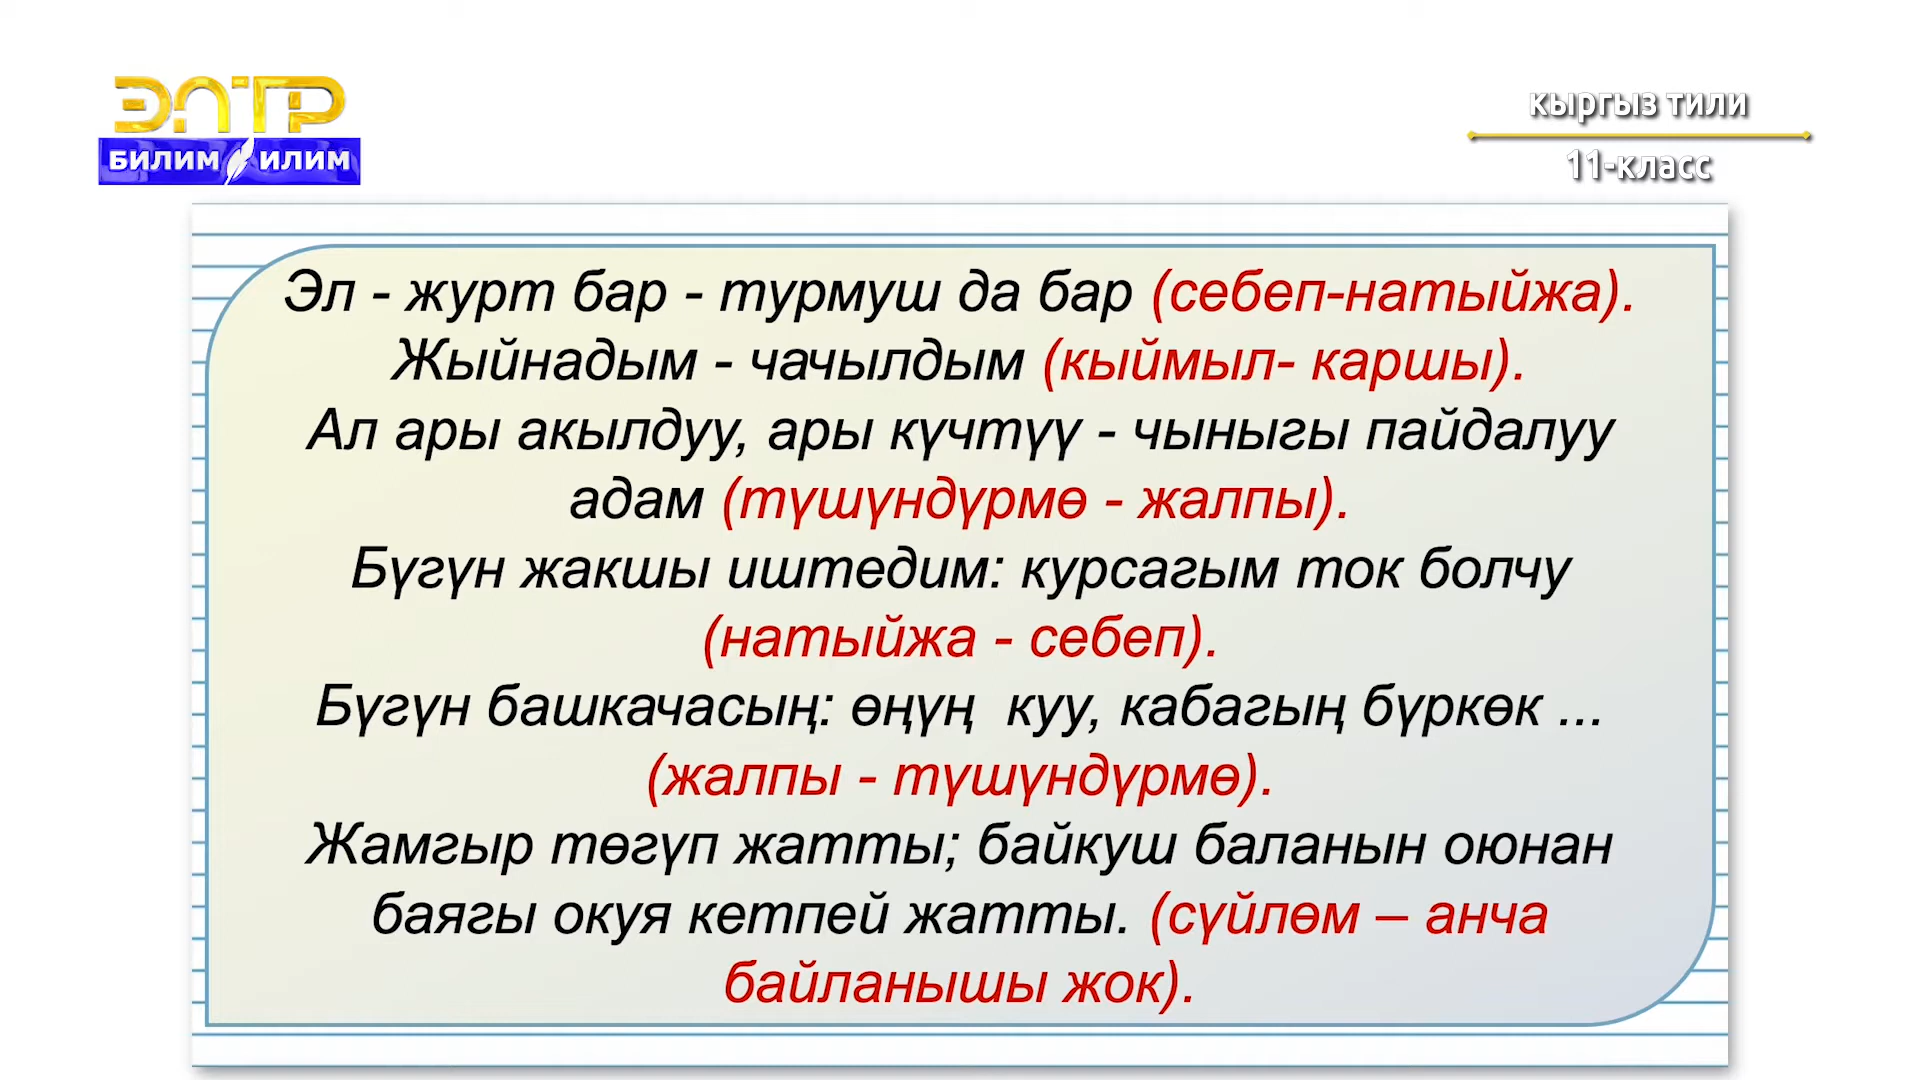 ЭЛТР
БИЛИМ ИЛИМ
кыргыз тили
11-класс
Эл - журт бар - турмуш да бар (себеп-натыйжа).
Жыйнадым - чачылдым (кыймыл- каршы).
Ал ары акылдуу, ары күчтүү - чыныгы пайдалуу
адам (түшүндүрмө - жалпы).
Бүгүн жакшы иштедим: курсагым ток болчу
(натыйжа - себеп).
Бүгүн башкачасың: өңүң куу, кабагың бүркөк ...
(жалпы - түшүндүрмө).
Жамгыр төгүп жатты; байкуш баланын оюнан
баягы окуя кетпей жатты. (сүйлөм – анча
байланышы жок).